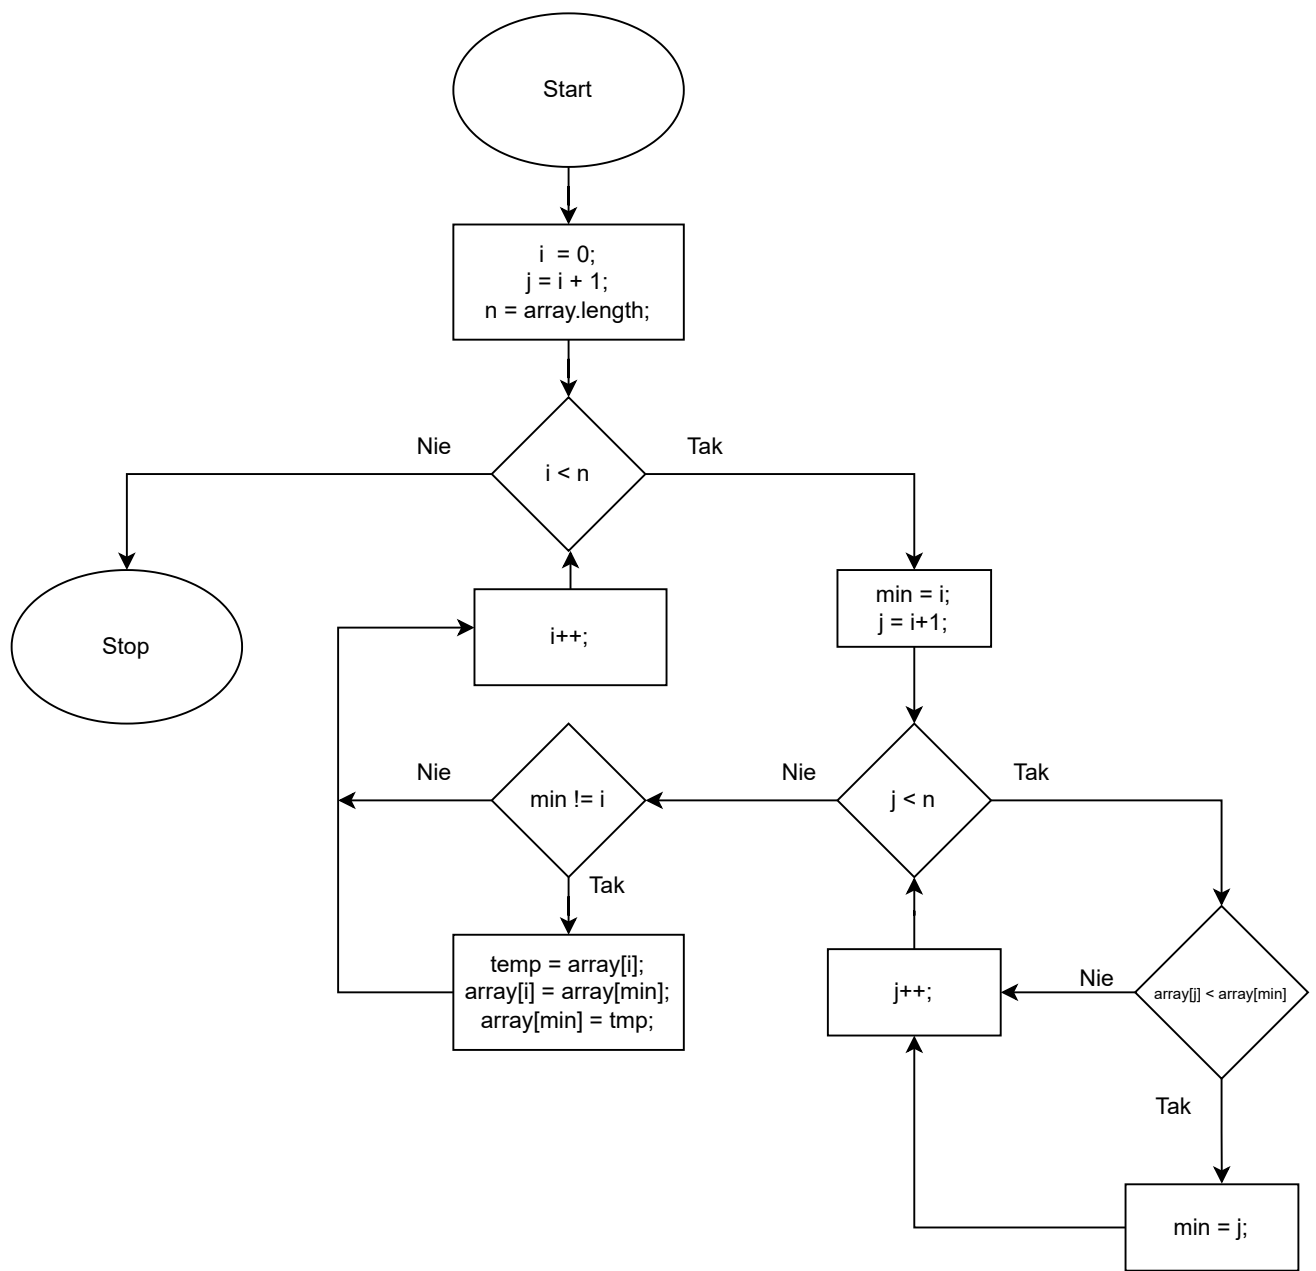 Start
i  = 0;
j = i + 1;
n = array.length;
Nie
Tak
i < n
Stop
i++;
min = i;
j = i+1;
Nie
min != i
Nie
j < n
Tak
Tak
temp = array[i];
array[i] = array[min];
array[min] = tmp;
j++;
Nie
array[j] < array[min]
Tak
min = j;